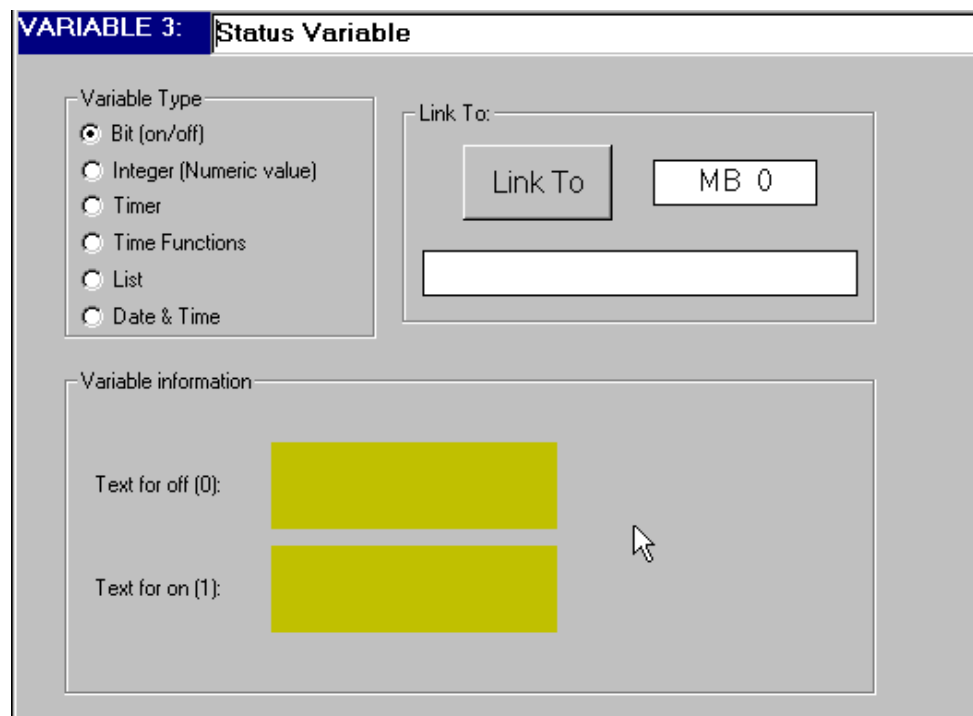 VARIABLE 3: Status Variable
Variable Type
Bit (on/off)
Integer (Numeric value)
Timer
Time Functions
List
Date & Time
Link To:
Link To MB 0
Variable information
Text for off (0):
Text for on (1):